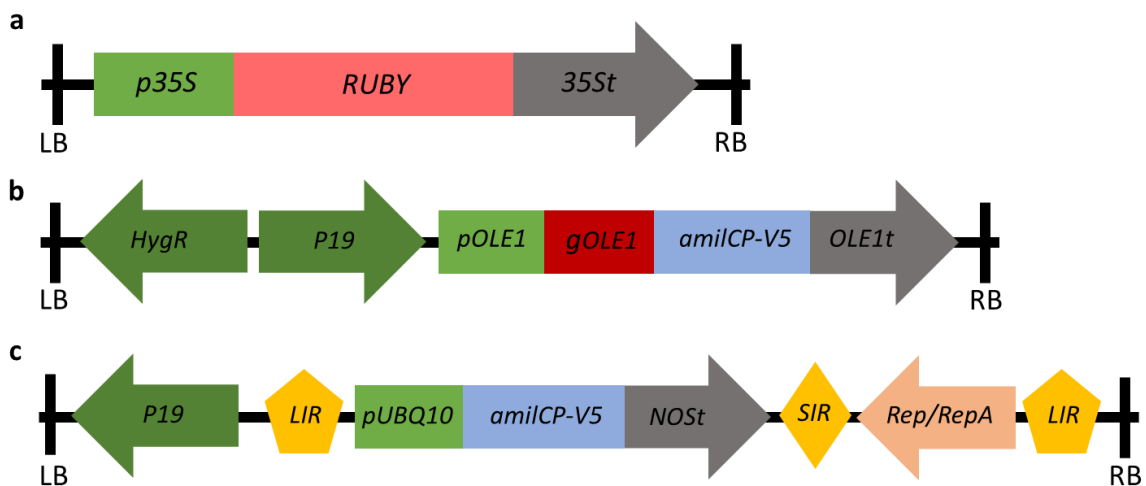 a
p35S RUBY 35St
LB RB
b
HygR P19 pOLE1 gOLE1 amilCP-V5 OLE1t
LB RB
c
P19 LIR pUBQ10 amilCP-V5 NOSt SIR Rep/RepA LIR
LB RB